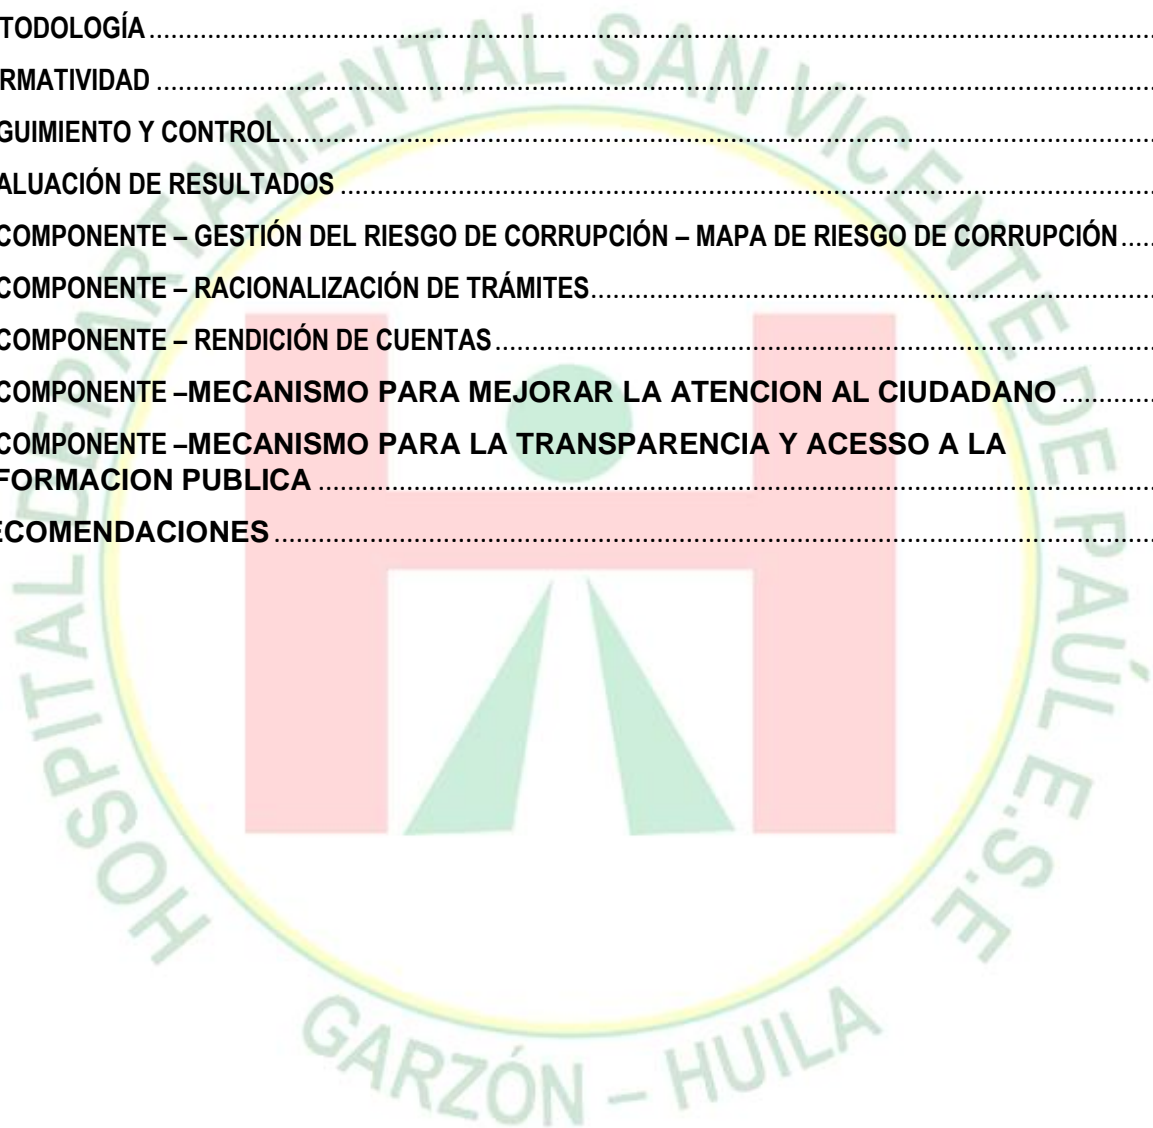 TODOLOGÍA
RMATIVIDAD
GUIMIENTO Y CONTROL
ALUACIÓN DE RESULTADOS
COMPONENTE – GESTIÓN DEL RIESGO DE CORRUPCIÓN – MAPA DE RIESGO DE CORRUPCIÓN
COMPONENTE – RACIONALIZACIÓN DE TRÁMITES
COMPONENTE – RENDICIÓN DE CUENTAS
COMPONENTE –MECANISMO PARA MEJORAR LA ATENCION AL CIUDADANO
COMPONENTE –MECANISMO PARA LA TRANSPARENCIA Y ACESSO A LA
FORMACION PUBLICA
ECOMENDACIONES
HOSPITAL DEPARTAMENTAL SAN VICENTE DE PAÚL E.S.E
GARZÓN – HUILA